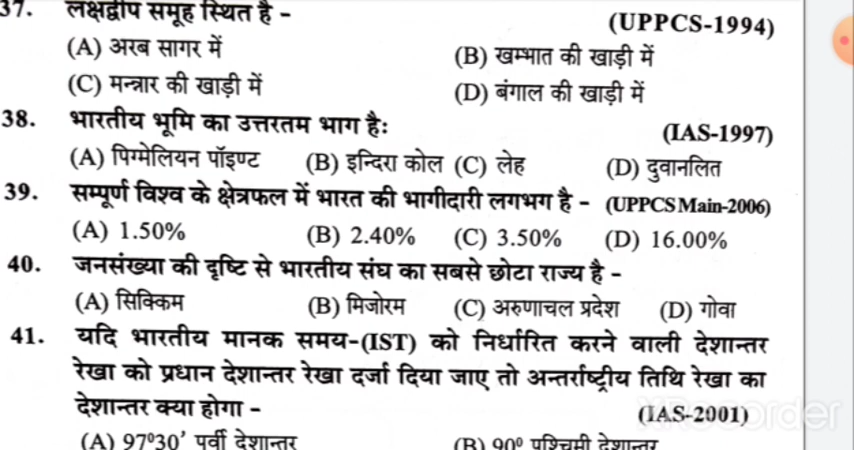 37. लक्षद्वीप समूह स्थित है - (UPPCS-1994)
(A) अरब सागर में (B) खम्भात की खाड़ी में
(C) मन्नार की खाड़ी में (D) बंगाल की खाड़ी में
38. भारतीय भूमि का उत्तरतम भाग हैः (IAS-1997)
(A) पिग्मेलियन पॉइण्ट (B) इन्दिरा कोल (C) लेह (D) दुवानलित
39. सम्पूर्ण विश्व के क्षेत्रफल में भारत की भागीदारी लगभग है - (UPPCS Main-2006)
(A) 1.50% (B) 2.40% (C) 3.50% (D) 16.00%
40. जनसंख्या की दृष्टि से भारतीय संघ का सबसे छोटा राज्य है -
(A) सिक्किम (B) मिजोरम (C) अरुणाचल प्रदेश (D) गोवा
41. यदि भारतीय मानक समय-(IST) को निर्धारित करने वाली देशान्तर
रेखा को प्रधान देशान्तर रेखा दर्जा दिया जाए तो अन्तर्राष्ट्रीय तिथि रेखा का
देशान्तर क्या होगा - (IAS-2001)
XRecorder
(A) 97⁰30' पूर्वी देशान्तर (B) 90⁰ पश्चिमी देशान्तर